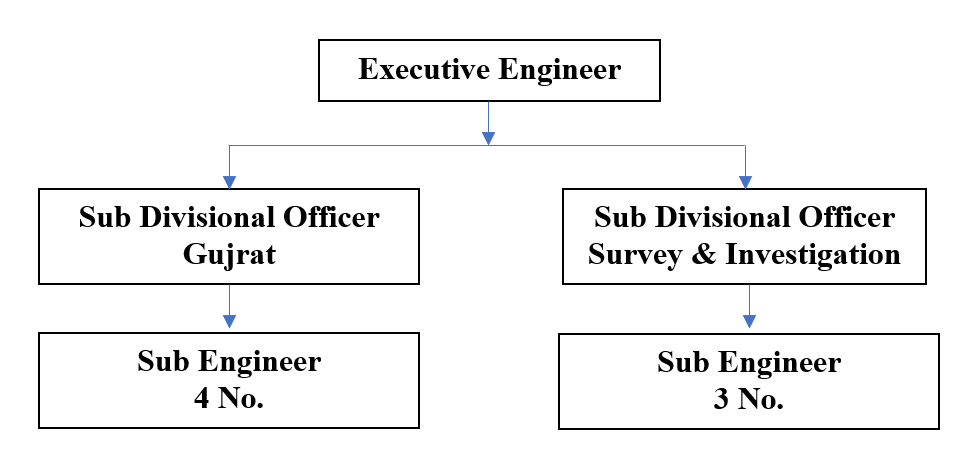 Executive Engineer
Sub Divisional Officer
Gujrat
Sub Divisional Officer
Survey & Investigation
Sub Engineer
4 No.
Sub Engineer
3 No.